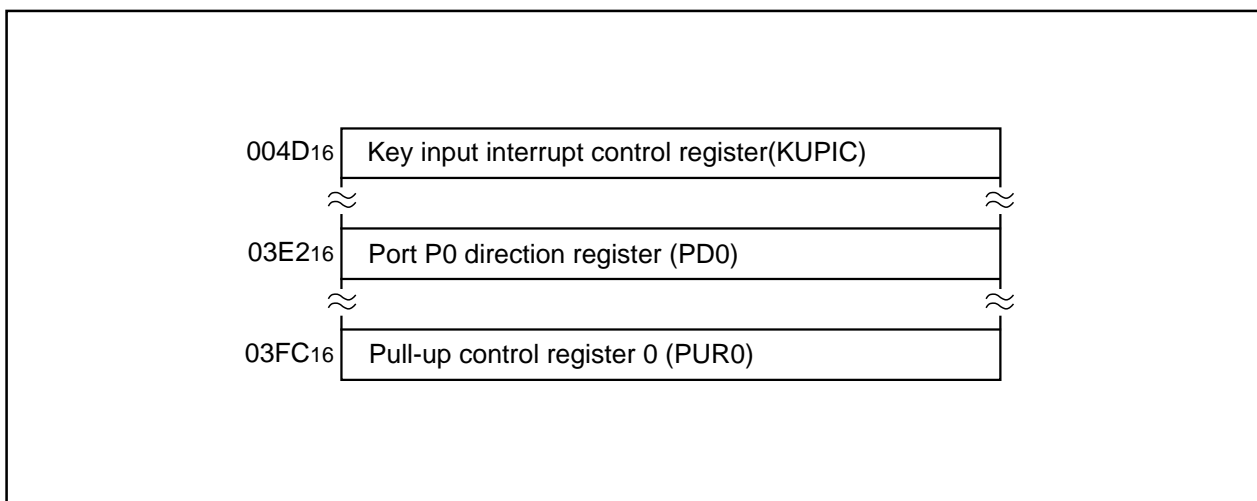 004D16 Key input interrupt control register(KUPIC)
03E216 Port P0 direction register (PD0)
03FC16 Pull-up control register 0 (PUR0)